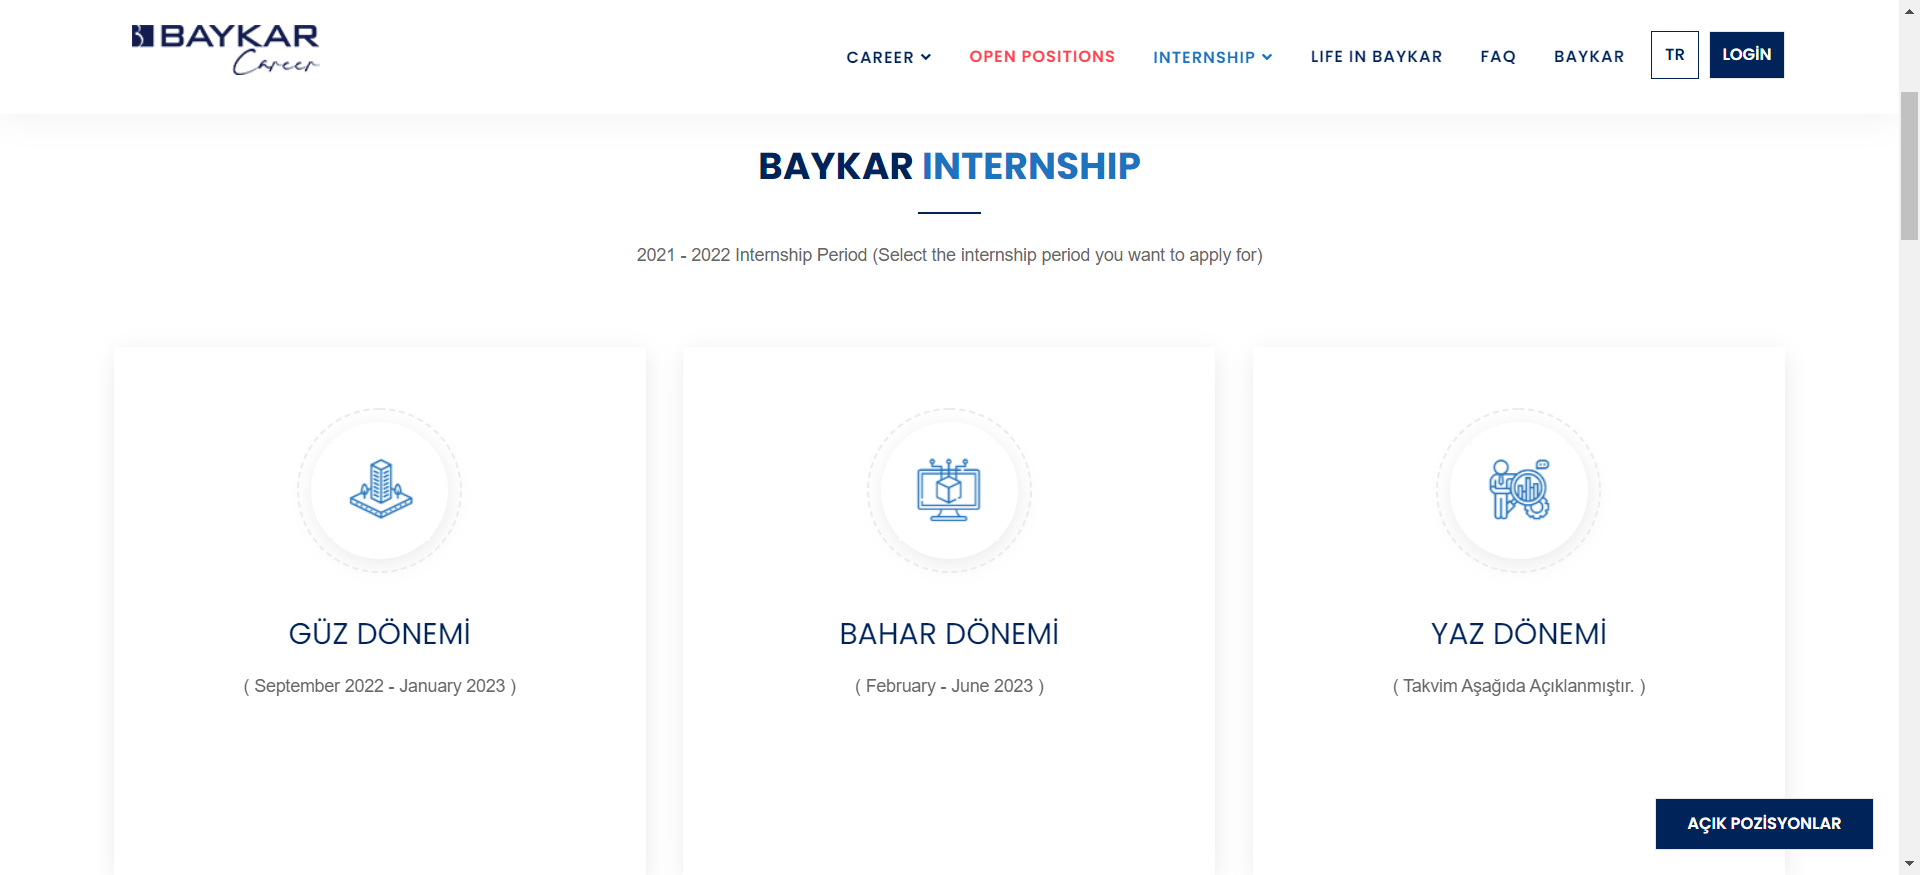 BAYKAR
Career
CAREER
OPEN POSITIONS
INTERNSHIP
LIFE IN BAYKAR
FAQ
BAYKAR
TR
LOGİN
BAYKAR INTERNSHIP
2021 - 2022 Internship Period (Select the internship period you want to apply for)
GÜZ DÖNEMİ
( September 2022 - January 2023 )
BAHAR DÖNEMİ
( February - June 2023 )
YAZ DÖNEMİ
( Takvim Aşağıda Açıklanmıştır. )
AÇIK POZİSYONLAR